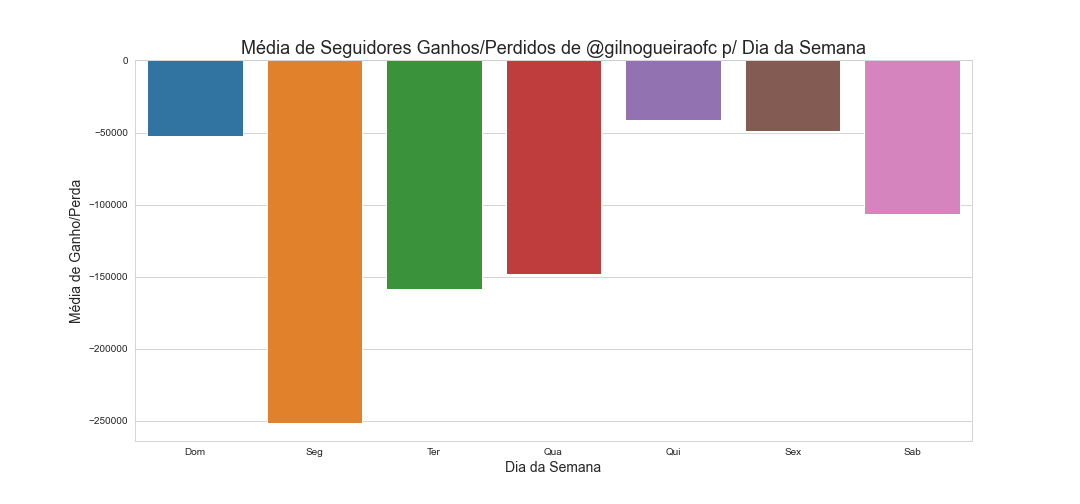 Média de Seguidores Ganhos/Perdidos de @gilnogueiraofc p/ Dia da Semana
Média de Ganho/Perda
0
−50000
−100000
−150000
−200000
−250000
Dom Seg Ter Qua Qui Sex Sab
Dia da Semana